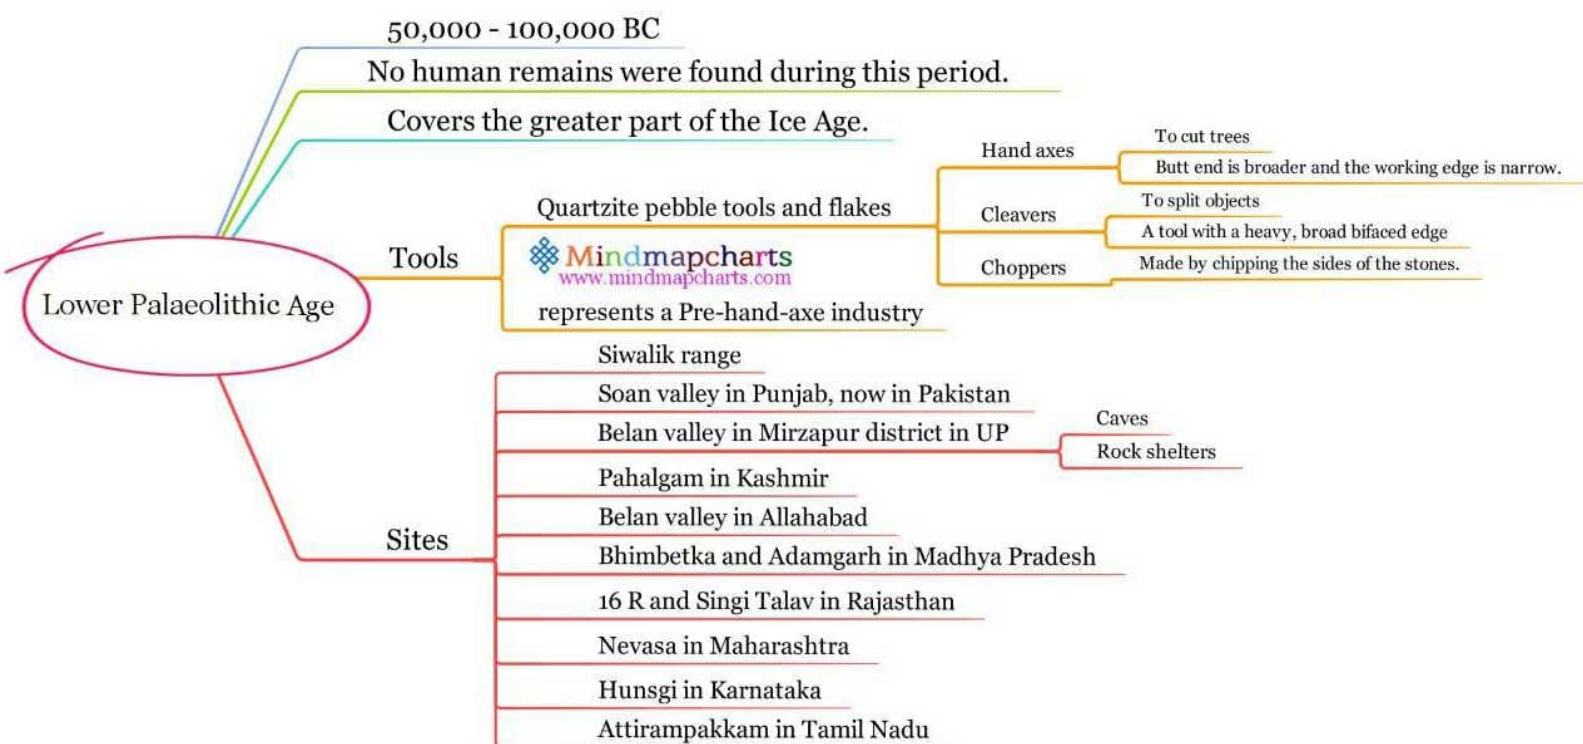 50,000 - 100,000 BC
No human remains were found during this period.
Covers the greater part of the Ice Age.
Lower Palaeolithic Age
Tools
Quartzite pebble tools and flakes
Hand axes
To cut trees
Butt end is broader and the working edge is narrow.
Cleavers
To split objects
A tool with a heavy, broad bifaced edge
Choppers
Made by chipping the sides of the stones.
Mindmapcharts
www.mindmapcharts.com
represents a Pre-hand-axe industry
Sites
Siwalik range
Soan valley in Punjab, now in Pakistan
Belan valley in Mirzapur district in UP
Caves
Rock shelters
Pahalgam in Kashmir
Belan valley in Allahabad
Bhimbetka and Adamgarh in Madhya Pradesh
16 R and Singi Talav in Rajasthan
Nevasa in Maharashtra
Hunsgi in Karnataka
Attirampakkam in Tamil Nadu